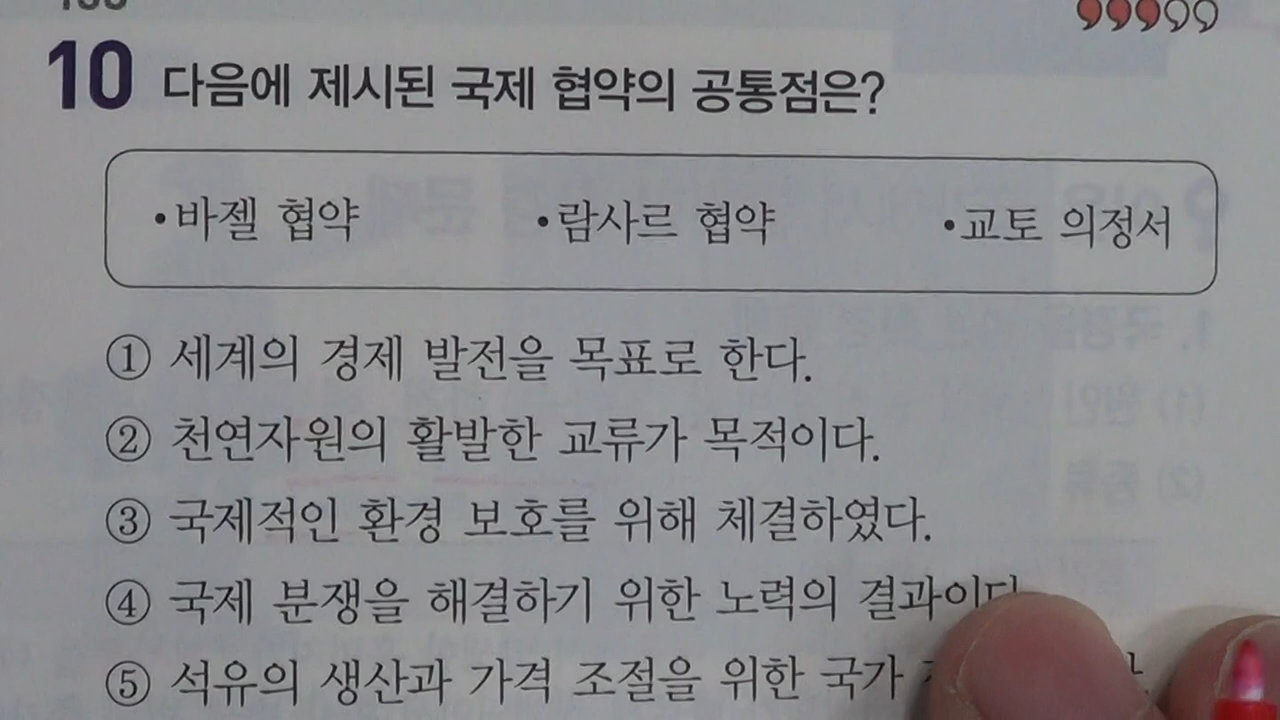 10 다음에 제시된 국제 협약의 공통점은?
• 바젤 협약 • 람사르 협약 • 교토 의정서
① 세계의 경제 발전을 목표로 한다.
② 천연자원의 활발한 교류가 목적이다.
③ 국제적인 환경 보호를 위해 체결하였다.
④ 국제 분쟁을 해결하기 위한 노력의 결과이다
⑤ 석유의 생산과 가격 조절을 위한 국가